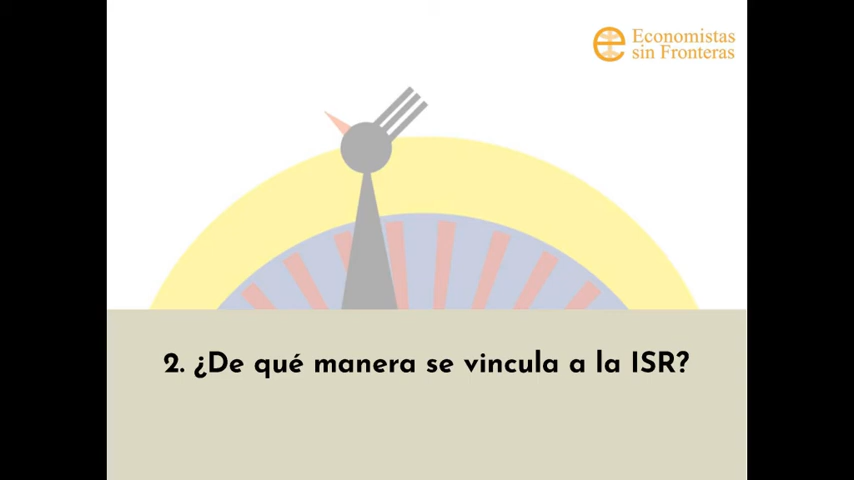 Economistas
sin Fronteras
2. ¿De qué manera se vincula a la ISR?